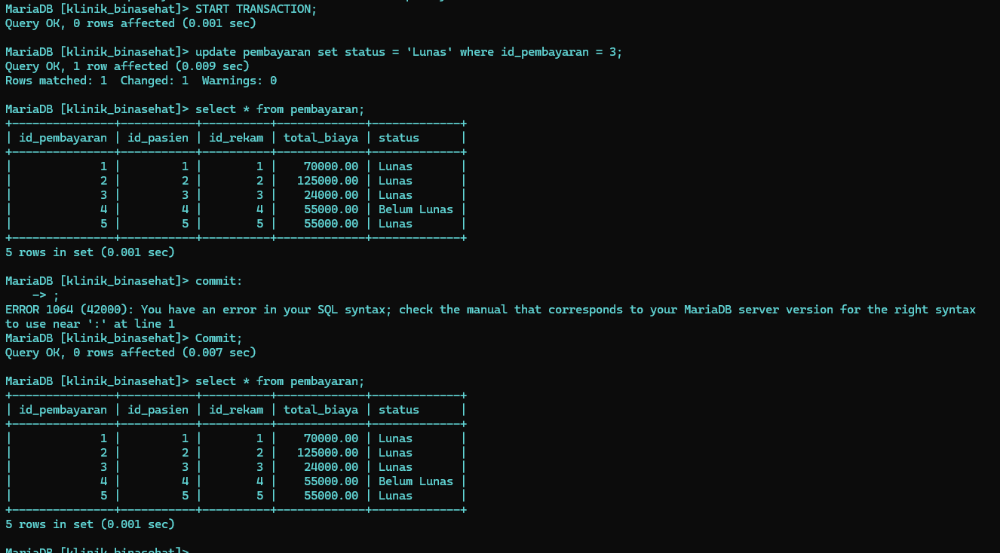 MariaDB [klinik_binasehat]> START TRANSACTION;
Query OK, 0 rows affected (0.001 sec)
MariaDB [klinik_binasehat]> update pembayaran set status = 'Lunas' where id_pembayaran = 3;
Query OK, 1 row affected (0.009 sec)
Rows matched: 1  Changed: 1  Warnings: 0
MariaDB [klinik_binasehat]> select * from pembayaran;
+---------------+-----------+----------+-------------+-------------+
| id_pembayaran | id_pasien | id_rekam | total_biaya | status      |
+---------------+-----------+----------+-------------+-------------+
|             1 |         1 |        1 |    70000.00 | Lunas       |
|             2 |         2 |        2 |   125000.00 | Lunas       |
|             3 |         3 |        3 |    24000.00 | Lunas       |
|             4 |         4 |        4 |    55000.00 | Belum Lunas |
|             5 |         5 |        5 |    55000.00 | Lunas       |
+---------------+-----------+----------+-------------+-------------+
5 rows in set (0.001 sec)
MariaDB [klinik_binasehat]> commit:
    -> ;
ERROR 1064 (42000): You have an error in your SQL syntax; check the manual that corresponds to your MariaDB server version for the right syntax
to use near ':' at line 1
MariaDB [klinik_binasehat]> Commit;
Query OK, 0 rows affected (0.007 sec)
MariaDB [klinik_binasehat]> select * from pembayaran;
+---------------+-----------+----------+-------------+-------------+
| id_pembayaran | id_pasien | id_rekam | total_biaya | status      |
+---------------+-----------+----------+-------------+-------------+
|             1 |         1 |        1 |    70000.00 | Lunas       |
|             2 |         2 |        2 |   125000.00 | Lunas       |
|             3 |         3 |        3 |    24000.00 | Lunas       |
|             4 |         4 |        4 |    55000.00 | Belum Lunas |
|             5 |         5 |        5 |    55000.00 | Lunas       |
+---------------+-----------+----------+-------------+-------------+
5 rows in set (0.001 sec)
MariaDB [klinik_binasehat]>